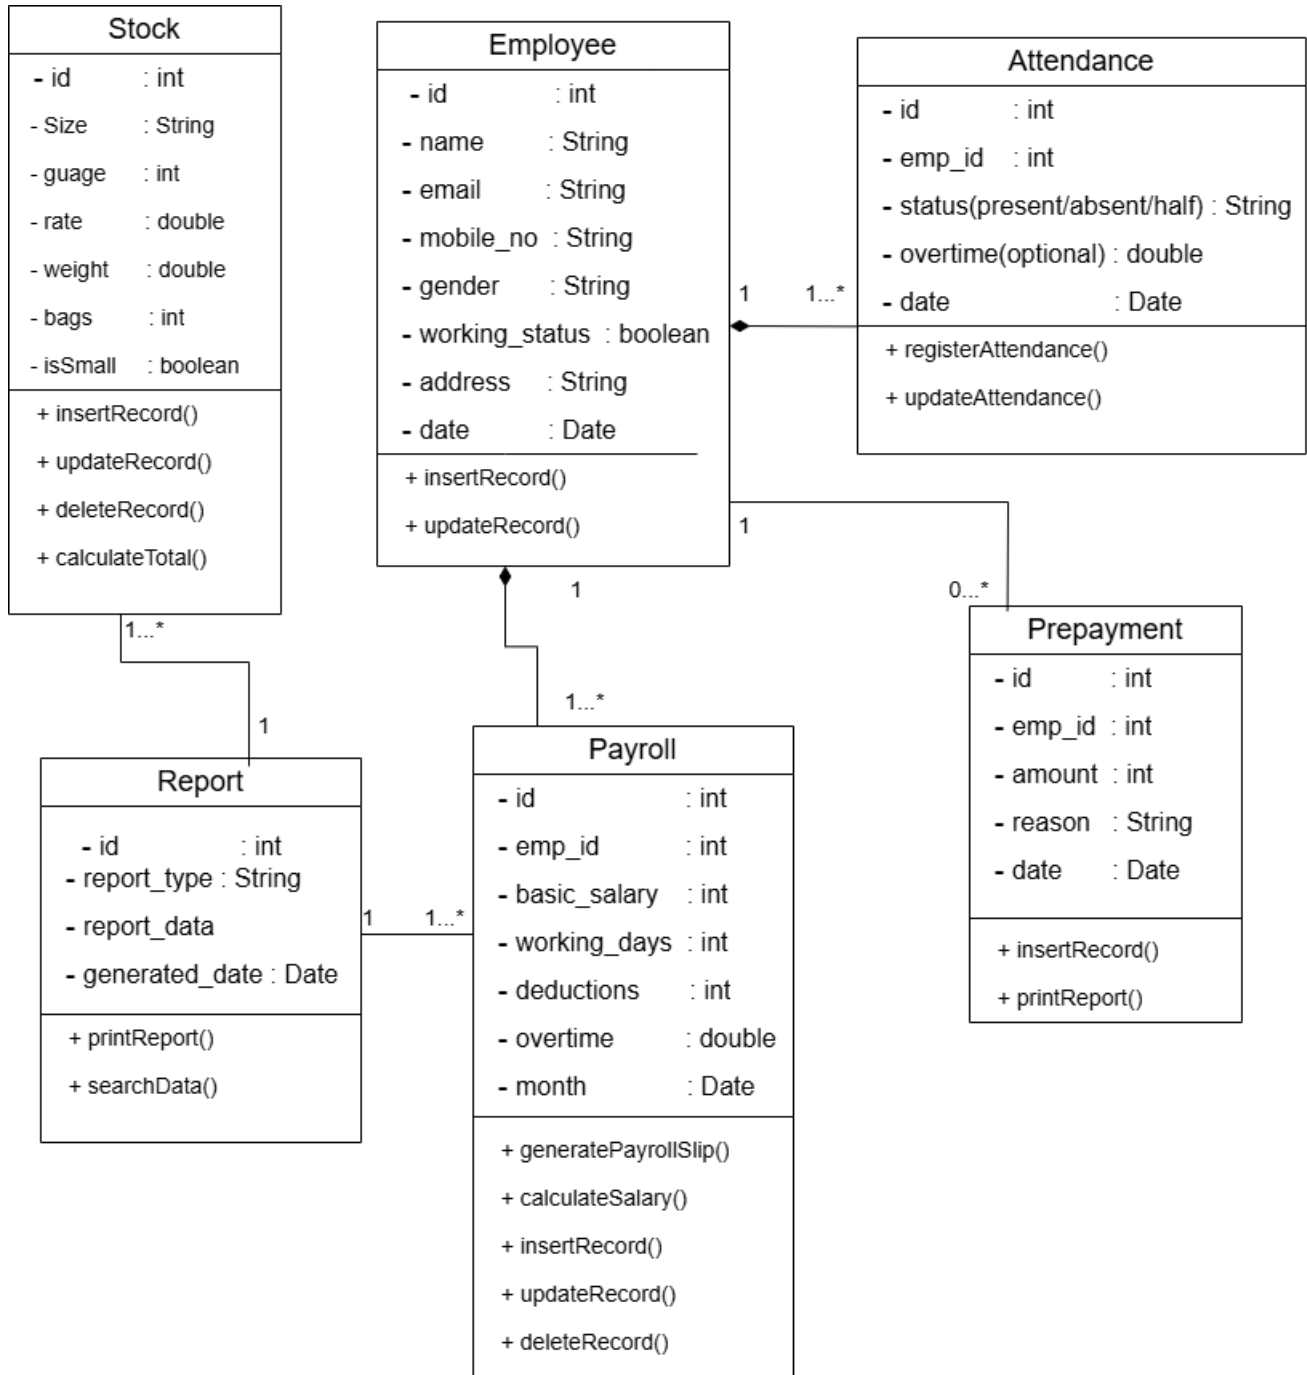 Stock
- id : int
- Size : String
- guage : int
- rate : double
- weight : double
- bags : int
- isSmall : boolean
+ insertRecord()
+ updateRecord()
+ deleteRecord()
+ calculateTotal()
Employee
- id : int
- name : String
- email : String
- mobile_no : String
- gender : String
- working_status : boolean
- address : String
- date : Date
+ insertRecord()
+ updateRecord()
Attendance
- id : int
- emp_id : int
- status(present/absent/half) : String
- overtime(optional) : double
- date : Date
+ registerAttendance()
+ updateAttendance()
1 1...*
1
0...*
1
1...*
1...*
1
Prepayment
- id : int
- emp_id : int
- amount : int
- reason : String
- date : Date
+ insertRecord()
+ printReport()
Report
- id : int
- report_type : String
- report_data
- generated_date : Date
+ printReport()
+ searchData()
1 1...*
Payroll
- id : int
- emp_id : int
- basic_salary : int
- working_days : int
- deductions : int
- overtime : double
- month : Date
+ generatePayrollSlip()
+ calculateSalary()
+ insertRecord()
+ updateRecord()
+ deleteRecord()